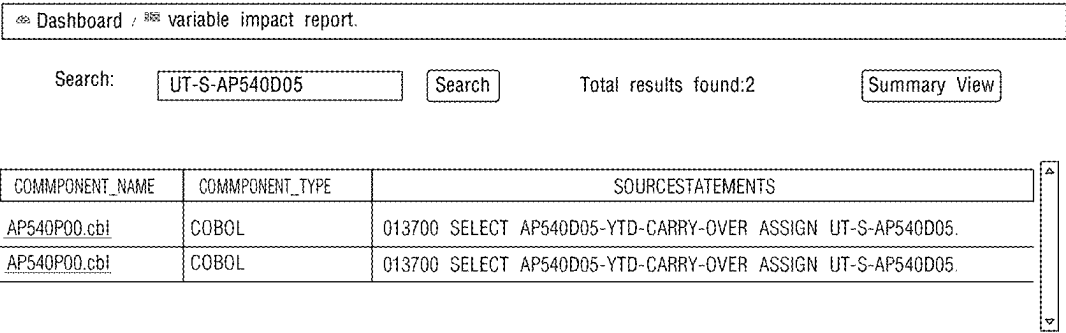 Dashboard / variable impact report.
Search: UT-S-AP540D05 Search Total results found:2 Summary View
COMMPONENT_NAME COMMPONENT_TYPE SOURCESTATEMENTS
AP540P00.cbl COBOL 013700 SELECT AP540D05-YTD-CARRY-OVER ASSIGN UT-S-AP540D05.
AP540P00.cbl COBOL 013700 SELECT AP540D05-YTD-CARRY-OVER ASSIGN UT-S-AP540D05.